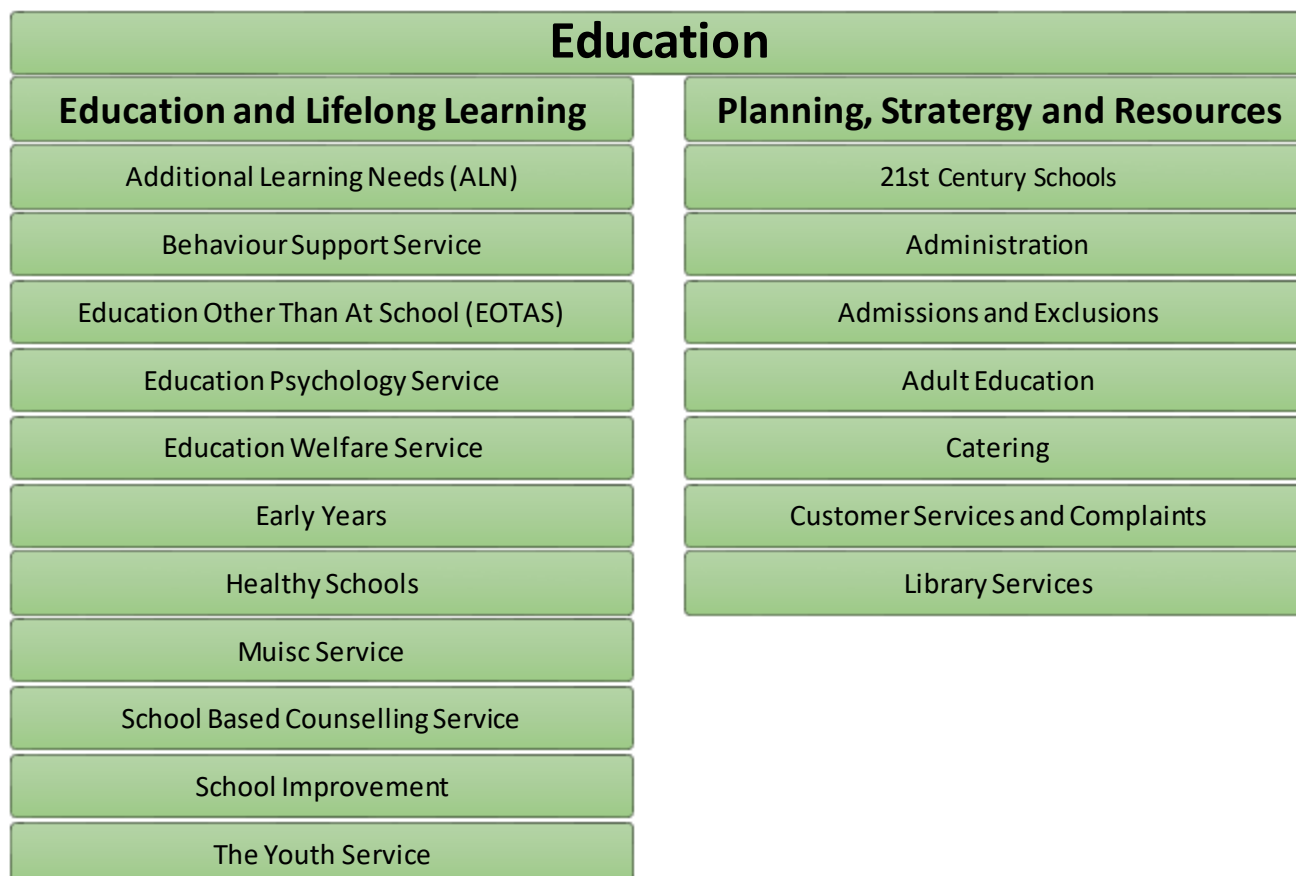 Education
Education and Lifelong Learning
Additional Learning Needs (ALN)
Behaviour Support Service
Education Other Than At School (EOTAS)
Education Psychology Service
Education Welfare Service
Early Years
Healthy Schools
Muisc Service
School Based Counselling Service
School Improvement
The Youth Service
Planning, Stratergy and Resources
21st Century Schools
Administration
Admissions and Exclusions
Adult Education
Catering
Customer Services and Complaints
Library Services